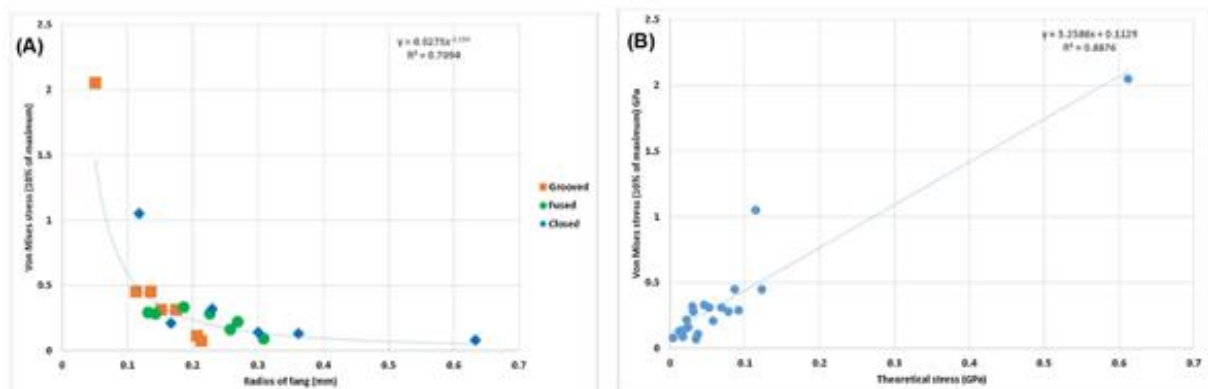 (A)
2.5
2
1.5
1
0.5
0
0
0.1
0.2
0.3
0.4
0.5
0.6
0.7
Von Mises stress (10% of maximum)
Radius of fang (mm)
R² = 0.7094
Grooved
Fused
Closed
(B)
2.5
2
1.5
1
0.5
0
0
0.1
0.2
0.3
0.4
0.5
0.6
0.7
Von Mises stress (10% of maximum) GPa
Theoretical stress (GPa)
y = 3.2586x + 0.1129
R² = 0.8876